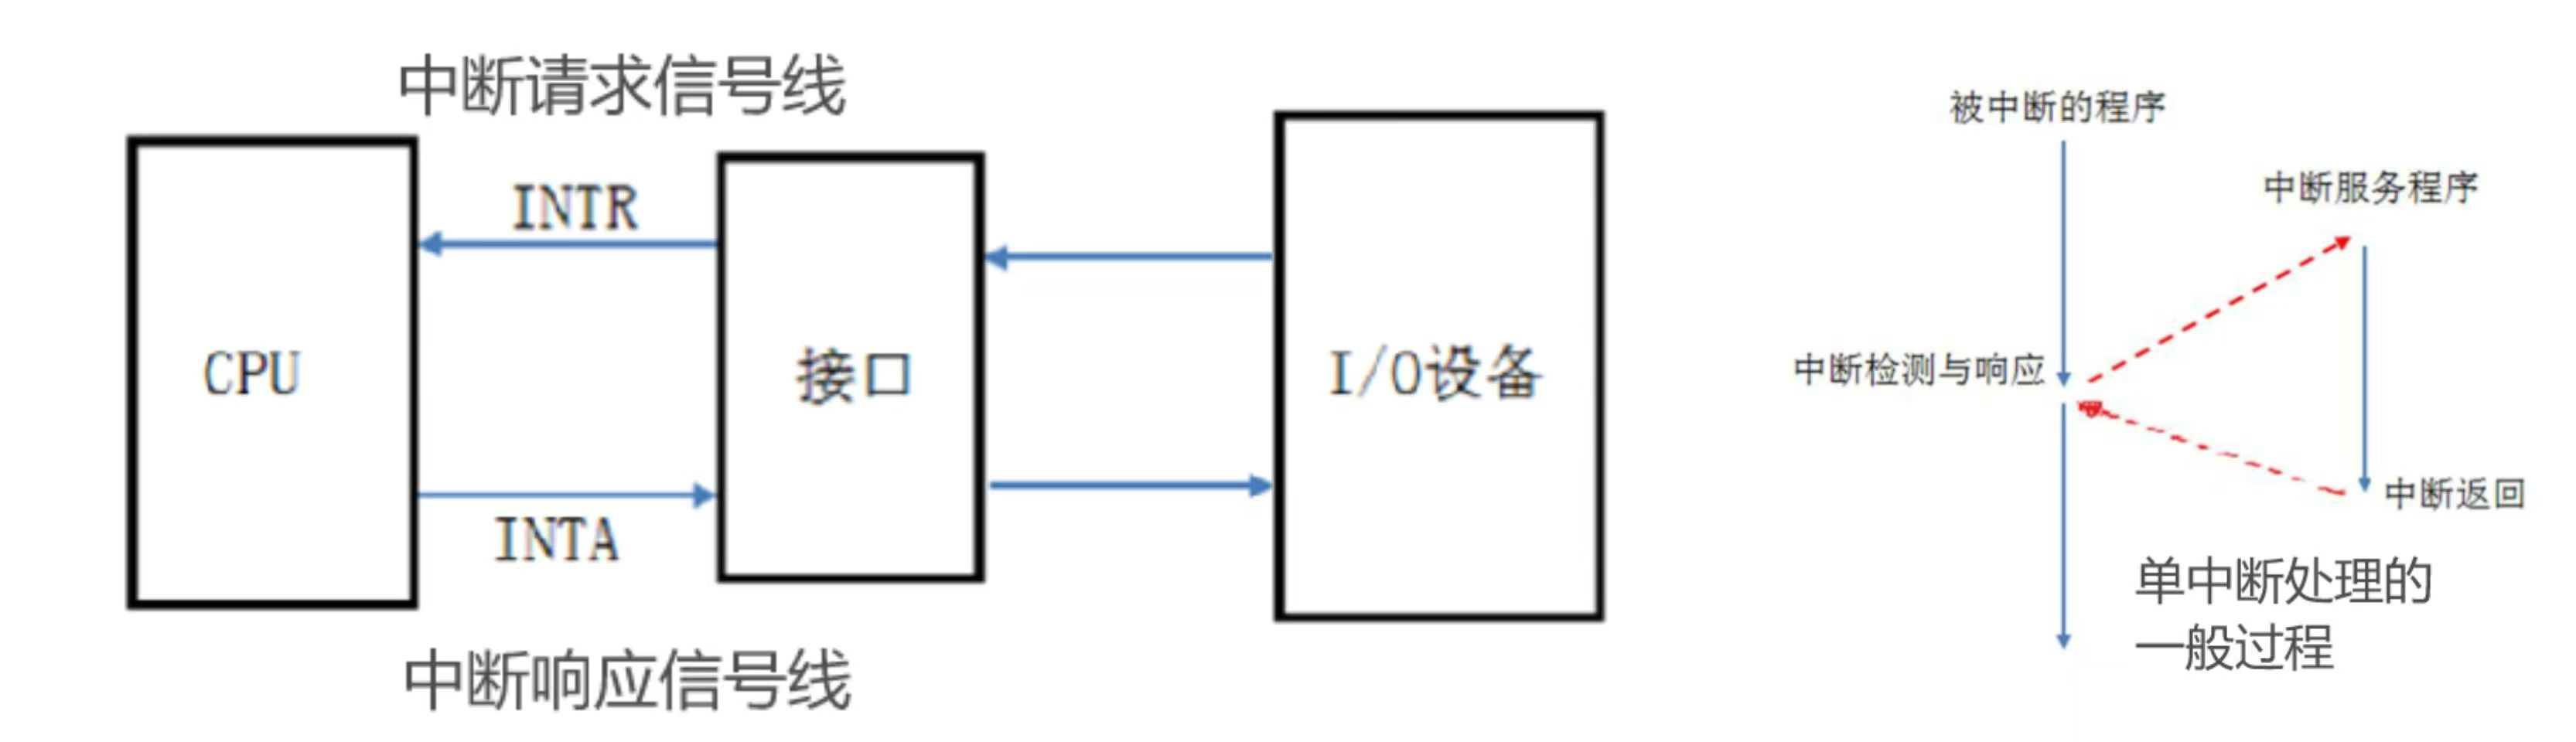 中断请求信号线
INTR
CPU
接口
I/O设备
INTA
中断响应信号线
被中断的程序
中断服务程序
中断检测与响应
中断返回
单中断处理的
一般过程